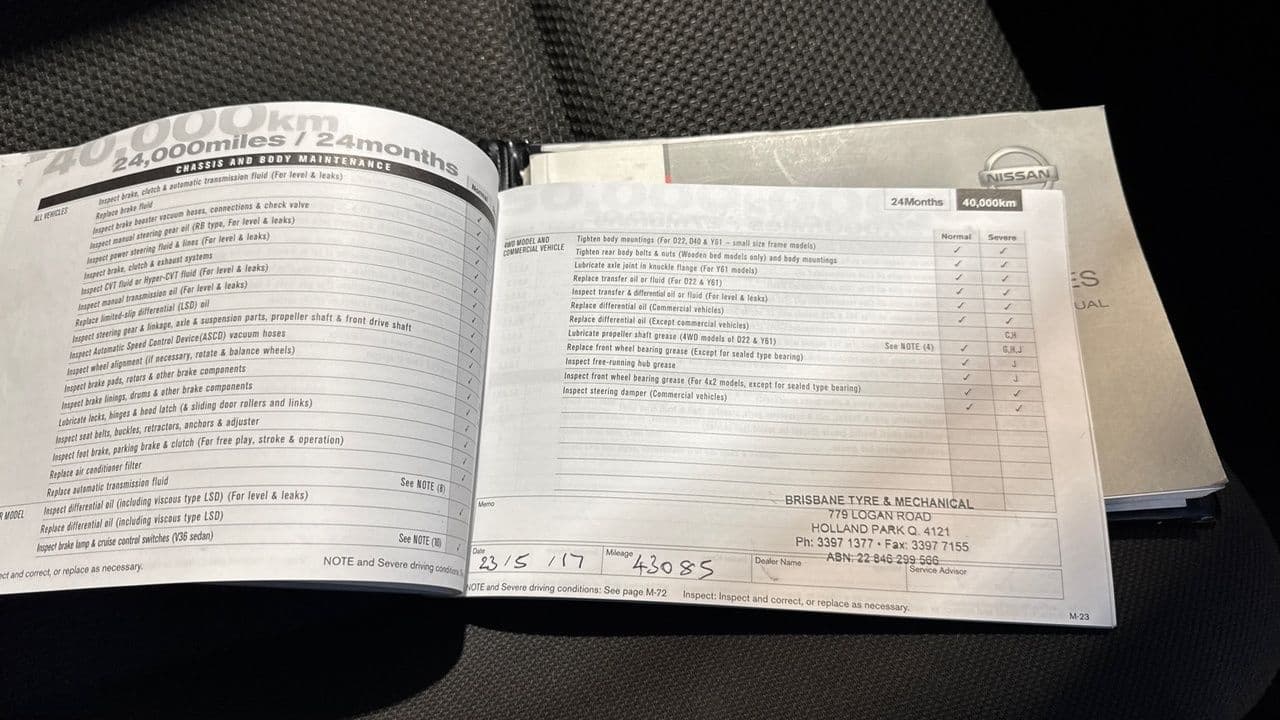 40,000km
24,000miles / 24months
CHASSIS AND BODY MAINTENANCE
ALL VEHICLES
Inspect brake, clutch & automatic transmission fluid (For level & leaks)
Replace brake fluid
Inspect brake booster vacuum hoses, connections & check valve
Inspect manual steering gear oil (RB type, For level & leaks)
Inspect power steering fluid & lines (For level & leaks)
Inspect brake, clutch & exhaust systems
Inspect CVT fluid or Hyper-CVT fluid (For level & leaks)
Inspect manual transmission oil (For level & leaks)
Replace limited-slip differential (LSD) oil
Inspect steering gear & linkage, axle & suspension parts, propeller shaft & front drive shaft
Inspect Automatic Speed Control Device(ASCD) vacuum hoses
Inspect wheel alignment (if necessary, rotate & balance wheels)
Inspect brake pads, rotors & other brake components
Inspect brake linings, drums & other brake components
Lubricate locks, hinges & hood latch (& sliding door rollers and links)
Inspect seat belts, buckles, retractors, anchors & adjuster
Inspect foot brake, parking brake & clutch (For free play, stroke & operation)
Replace air conditioner filter
Replace automatic transmission fluid See NOTE (8)
R MODEL Inspect differential oil (including viscous type LSD) (For level & leaks)
Replace differential oil (including viscous type LSD)
Inspect brake lamp & cruise control switches (V36 sedan) See NOTE (10)
ect and correct, or replace as necessary. NOTE and Severe driving
NISSAN
ES
UAL
24Months 40,000km
Normal Severe
4WD MODEL AND
COMMERCIAL VEHICLE
Tighten body mountings (For D22, D40 & Y61 – small size frame models) ✓ ✓
Tighten rear body bolts & nuts (Wooden bed models only) and body mountings ✓ ✓
Lubricate axle joint in knuckle flange (For Y61 models) ✓ ✓
Replace transfer oil or fluid (For D22 & Y61) ✓ ✓
Inspect transfer & differential oil or fluid (For level & leaks) ✓ ✓
Replace differential oil (Commercial vehicles) ✓ ✓
Replace differential oil (Except commercial vehicles) G,H
Lubricate propeller shaft grease (4WD models of D22 & Y61) See NOTE (4) ✓ G,H,J
Replace front wheel bearing grease (Except for sealed type bearing) ✓ J
Inspect free-running hub grease ✓ J
Inspect front wheel bearing grease (For 4x2 models, except for sealed type bearing) ✓ ✓
Inspect steering damper (Commercial vehicles) ✓ ✓
Memo
BRISBANE TYRE & MECHANICAL
779 LOGAN ROAD
HOLLAND PARK Q. 4121
Ph: 3397 1377 • Fax: 3397 7155
ABN: 22 846 299 566
Date 23/5/17 Mileage 43085 Dealer Name Service Advisor
NOTE and Severe driving conditions: See page M-72 Inspect: Inspect and correct, or replace as necessary.
M-23